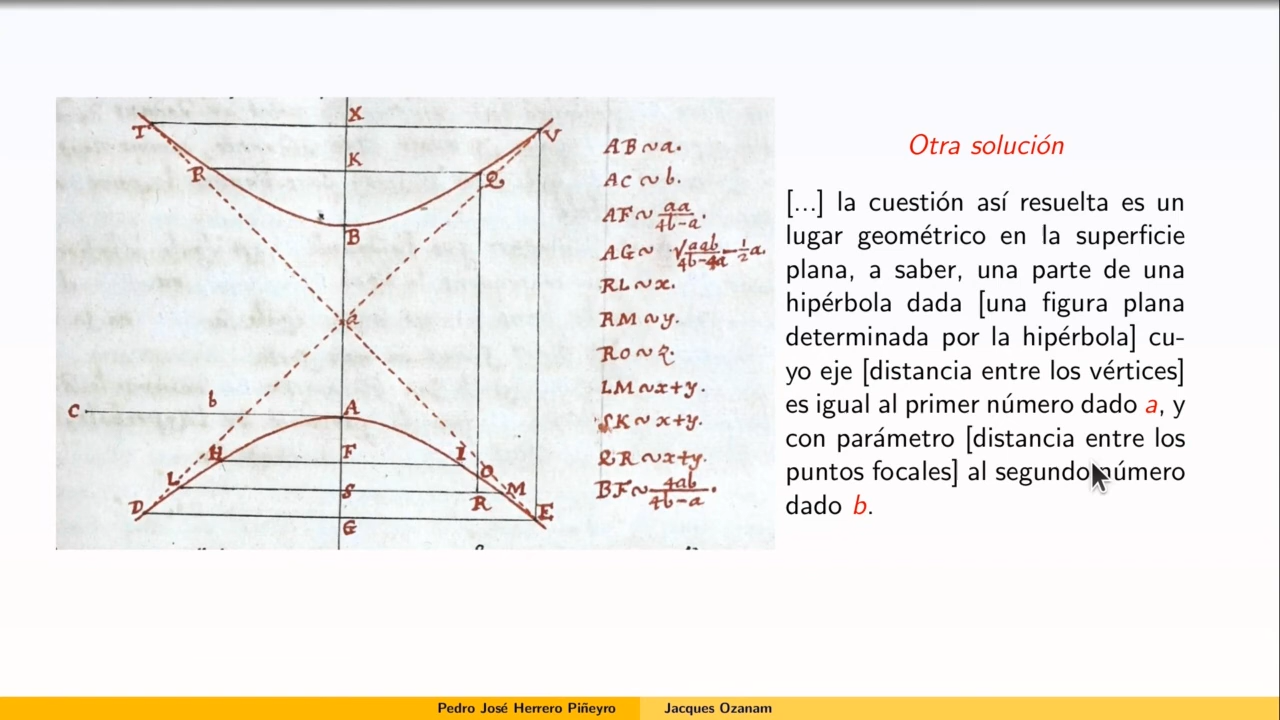 X
T
V
K
P
Q
B
a
C
b
A
H
F
I
L
O
S
M
D
R
E
G
AB ~ a.
AC ~ b.
AF ~ aa/4b-a.
AG ~ √aab/4b-4a - 1/2 a.
RL ~ x.
RM ~ y.
RO ~ z.
LM ~ x+y.
SK ~ x+y.
QR ~ x+y.
BF ~ 4ab/4b-a.
Otra solución
[...] la cuestión así resuelta es un
lugar geométrico en la superficie
plana, a saber, una parte de una
hipérbola dada [una figura plana
determinada por la hipérbola] cu-
yo eje [distancia entre los vértices]
es igual al primer número dado a, y
con parámetro [distancia entre los
puntos focales] al segundo número
dado b.
Pedro José Herrero Piñeyro
Jacques Ozanam